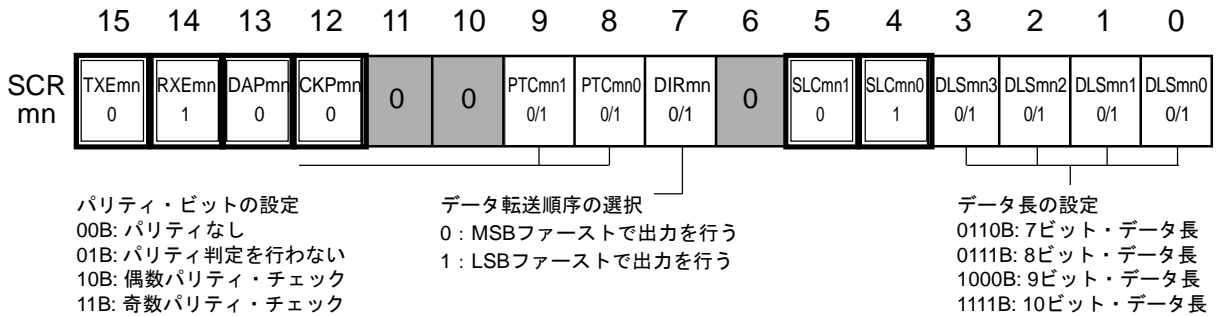 15 14 13 12 11 10 9 8 7 6 5 4 3 2 1 0
SCR
mn
TXEmn RXEmn DAPmn CKPmn 0 0 PTCmn1 PTCmn0 DIRmn 0 SLCmn1 SLCmn0 DLSmn3 DLSmn2 DLSmn1 DLSmn0
0 1 0 0 0/1 0/1 0/1 0 1 0/1 0/1 0/1 0/1
パリティ・ビットの設定
00B: パリティなし
01B: パリティ判定を行わない
10B: 偶数パリティ・チェック
11B: 奇数パリティ・チェック
データ転送順序の選択
0：MSBファーストで出力を行う
1：LSBファーストで出力を行う
データ長の設定
0110B: 7ビット・データ長
0111B: 8ビット・データ長
1000B: 9ビット・データ長
1111B: 10ビット・データ長